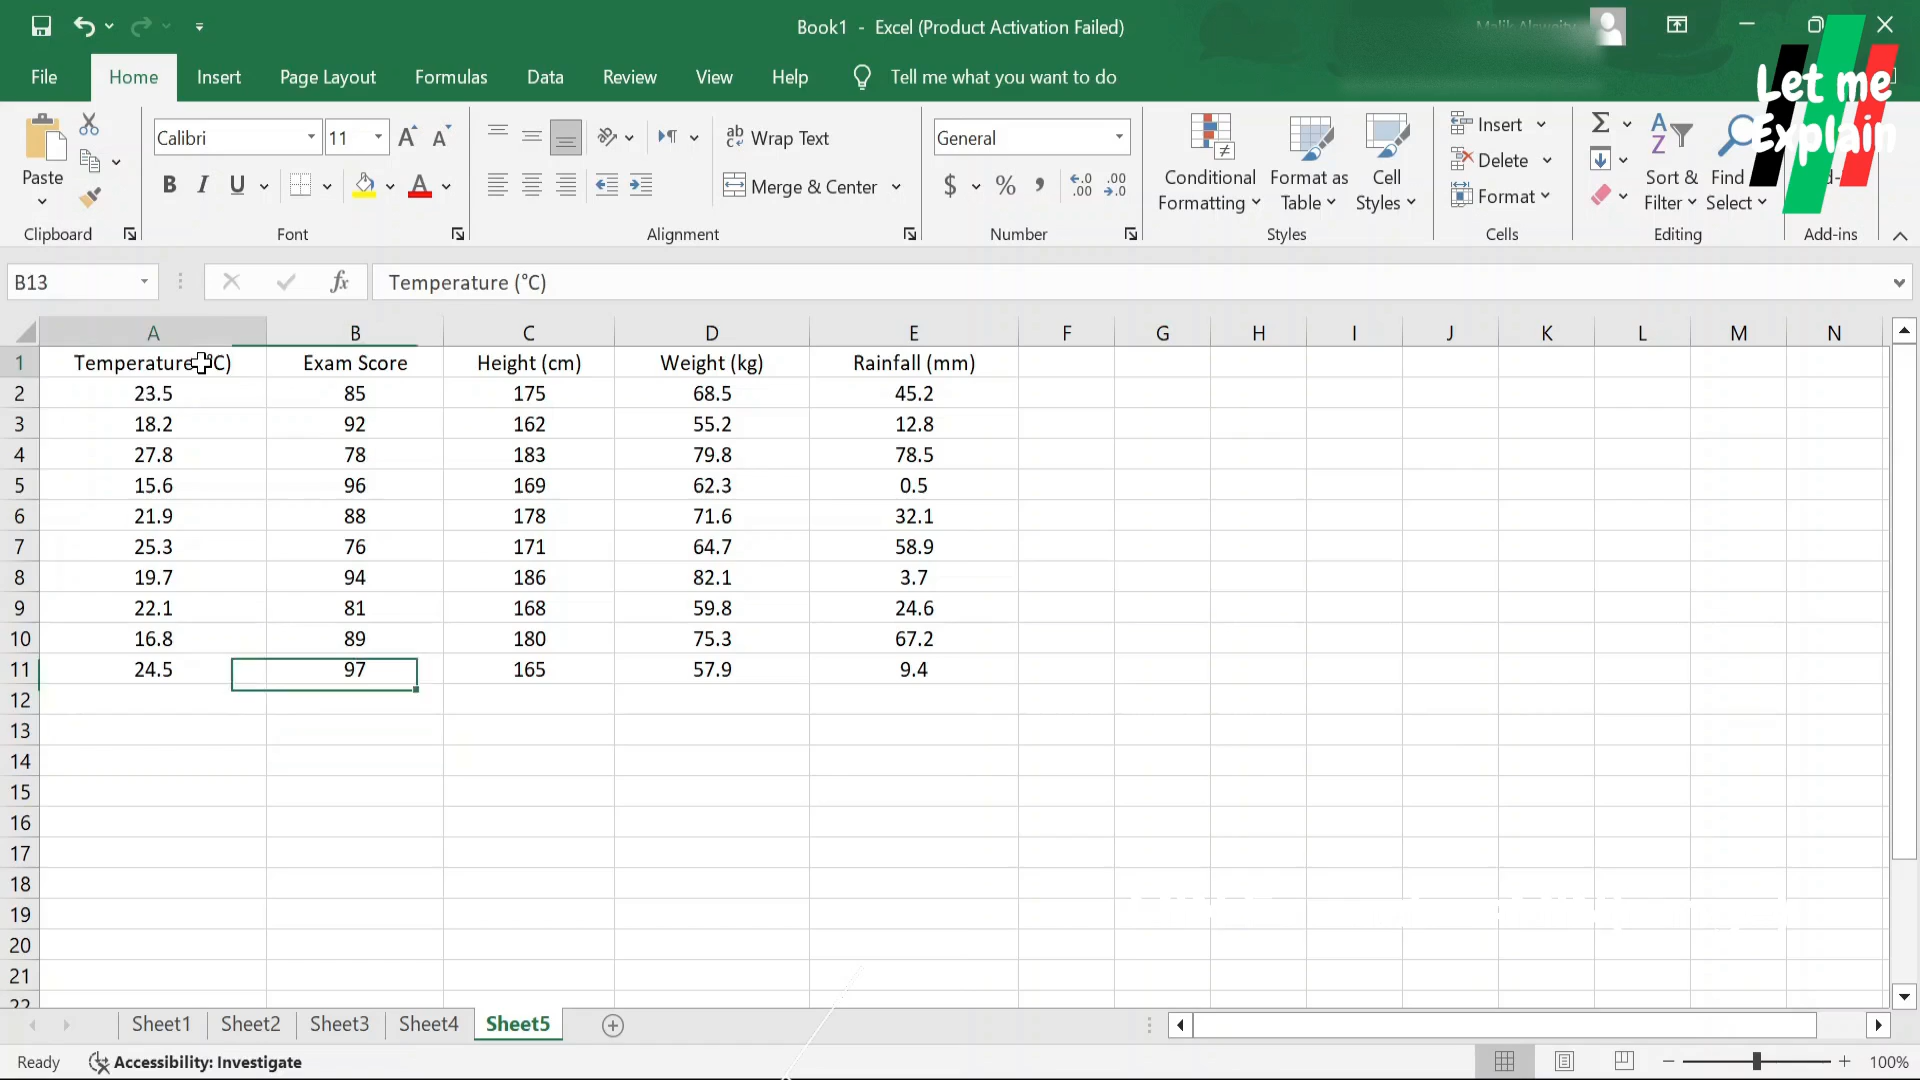 Book1 - Excel (Product Activation Failed)
File Home Insert Page Layout Formulas Data Review View Help Tell me what you want to do
Let me
Explain
Calibri 11 ab Wrap Text General Insert
Paste Merge & Center $ % Conditional Formatting Format as Table Cell Styles Delete Format Sort & Filter Find Select
Clipboard Font Alignment Number Styles Cells Editing Add-ins
B13 fx Temperature (°C)
A B C D E F G H I J K L M N
1 Temperature (°C) Exam Score Height (cm) Weight (kg) Rainfall (mm)
2 23.5 85 175 68.5 45.2
3 18.2 92 162 55.2 12.8
4 27.8 78 183 79.8 78.5
5 15.6 96 169 62.3 0.5
6 21.9 88 178 71.6 32.1
7 25.3 76 171 64.7 58.9
8 19.7 94 186 82.1 3.7
9 22.1 81 168 59.8 24.6
10 16.8 89 180 75.3 67.2
11 24.5 97 165 57.9 9.4
12
13
14
15
16
17
18
19
20
21
22
Sheet1 Sheet2 Sheet3 Sheet4 Sheet5
Ready Accessibility: Investigate 100%